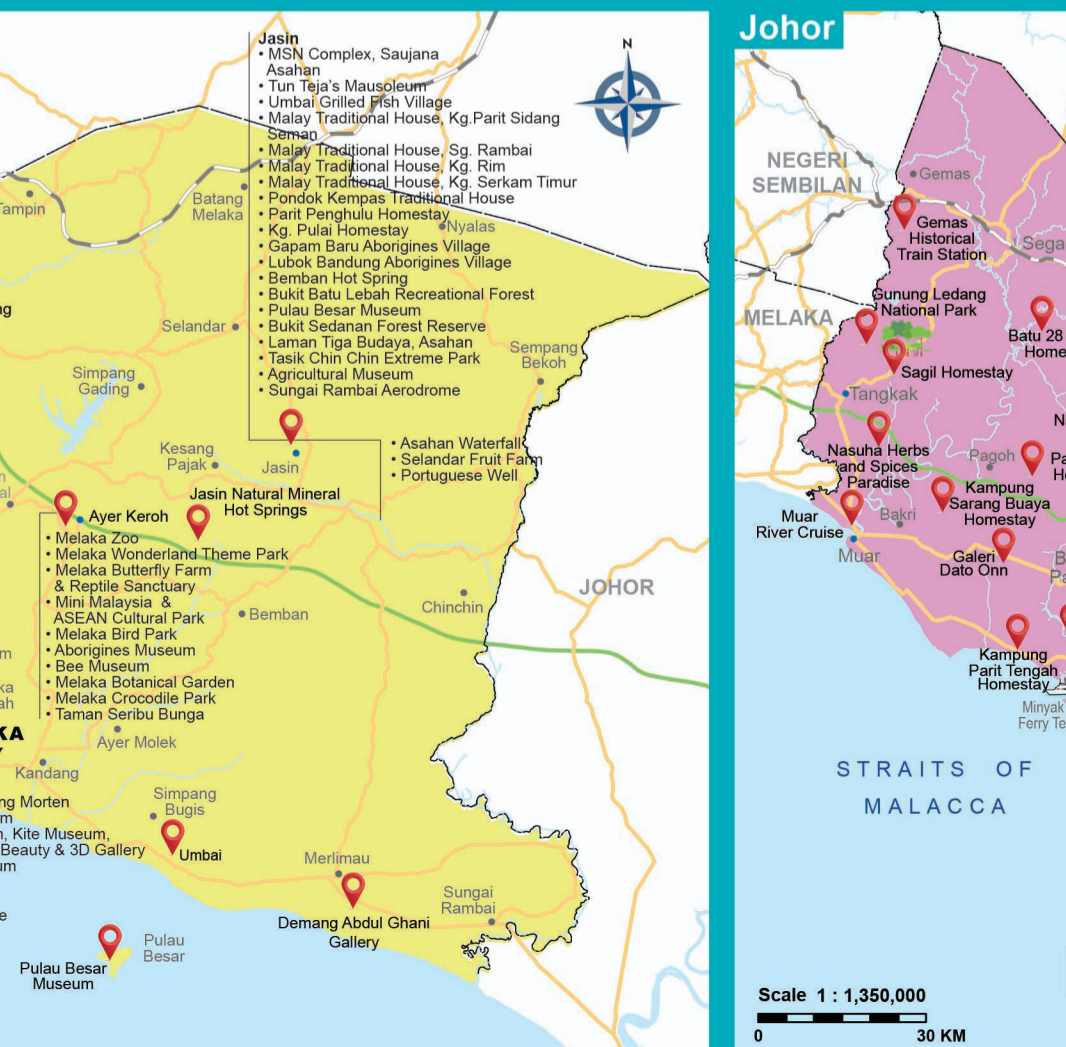 Jasin
• MSN Complex, Saujana
Asahan
• Tun Teja's Mausoleum
• Umbai Grilled Fish Village
• Malay Traditional House, Kg.Parit Sidang
Seman
• Malay Traditional House, Sg. Rambai
• Malay Traditional House, Kg. Rim
• Malay Traditional House, Kg. Serkam Timur
• Pondok Kempas Traditional House
• Parit Penghulu Homestay
• Kg. Pulai Homestay
• Gapam Baru Aborigines Village
• Lubok Bandung Aborigines Village
• Bemban Hot Spring
• Bukit Batu Lebah Recreational Forest
• Pulau Besar Museum
• Bukit Sedanan Forest Reserve
• Laman Tiga Budaya, Asahan
• Tasik Chin Chin Extreme Park
• Agricultural Museum
• Sungai Rambai Aerodrome
• Asahan Waterfall
• Selandar Fruit Farm
• Portuguese Well
N
Tampin
Batang
Melaka
Nyalas
Selandar
Sempang
Bekoh
Simpang
Gading
Kesang
Pajak
Jasin
Jasin Natural Mineral
Hot Springs
Ayer Keroh
• Melaka Zoo
• Melaka Wonderland Theme Park
• Melaka Butterfly Farm
& Reptile Sanctuary
• Mini Malaysia &
ASEAN Cultural Park
• Melaka Bird Park
• Aborigines Museum
• Bee Museum
• Melaka Botanical Garden
• Melaka Crocodile Park
• Taman Seribu Bunga
Bemban
Chinchin
JOHOR
Ayer Molek
Kandang
Simpang
Bugis
ng Morten
, Kite Museum,
Beauty & 3D Gallery
Umbai
Merlimau
Demang Abdul Ghani
Gallery
Sungai
Rambai
Pulau
Besar
Pulau Besar
Museum
Johor
NEGERI
SEMBILAN
Gemas
Gemas
Historical
Train Station
Sega
MELAKA
Gunung Ledang
National Park
Batu 28
Home
Sagil Homestay
Tangkak
Nasuha Herbs
and Spices
Paradise
Pagoh
Kampung
Sarang Buaya
Homestay
Muar
River Cruise
Bakri
Muar
Galeri
Dato Onn
Kampung
Parit Tengah
Homestay
Minyak
Ferry Te
STRAITS OF
MALACCA
Scale 1 : 1,350,000
0 30 KM